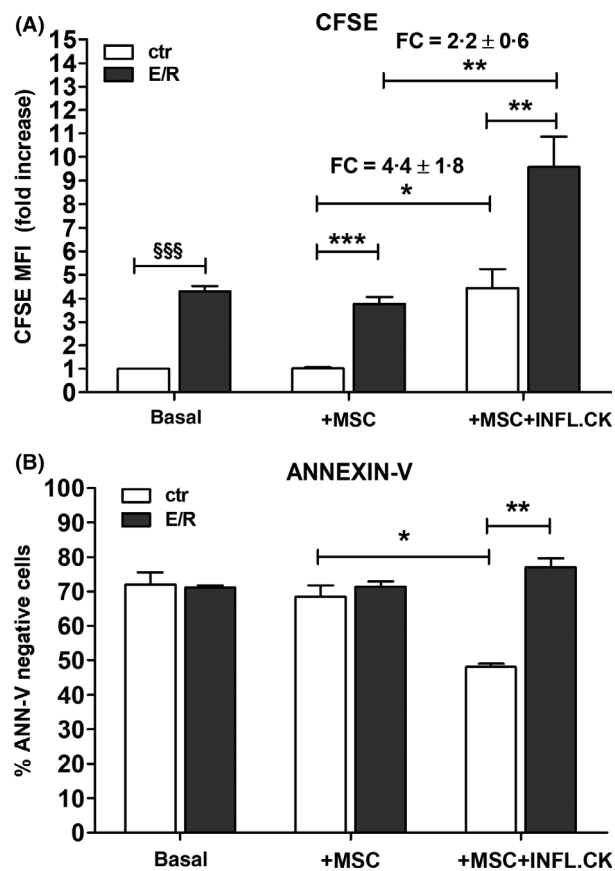 (A)
CFSE
ctr
E/R
FC = 2·2 ± 0·6
**
**
FC = 4·4 ± 1·8
*
§§§
***
CFSE MFI (fold increase)
15
14
13
12
11
10
9
8
7
6
5
4
3
2
1
0
Basal
+MSC
+MSC+INFL.CK
(B)
ANNEXIN-V
ctr
E/R
*
**
% ANN-V negative cells
100
90
80
70
60
50
40
30
20
10
0
Basal
+MSC
+MSC+INFL.CK